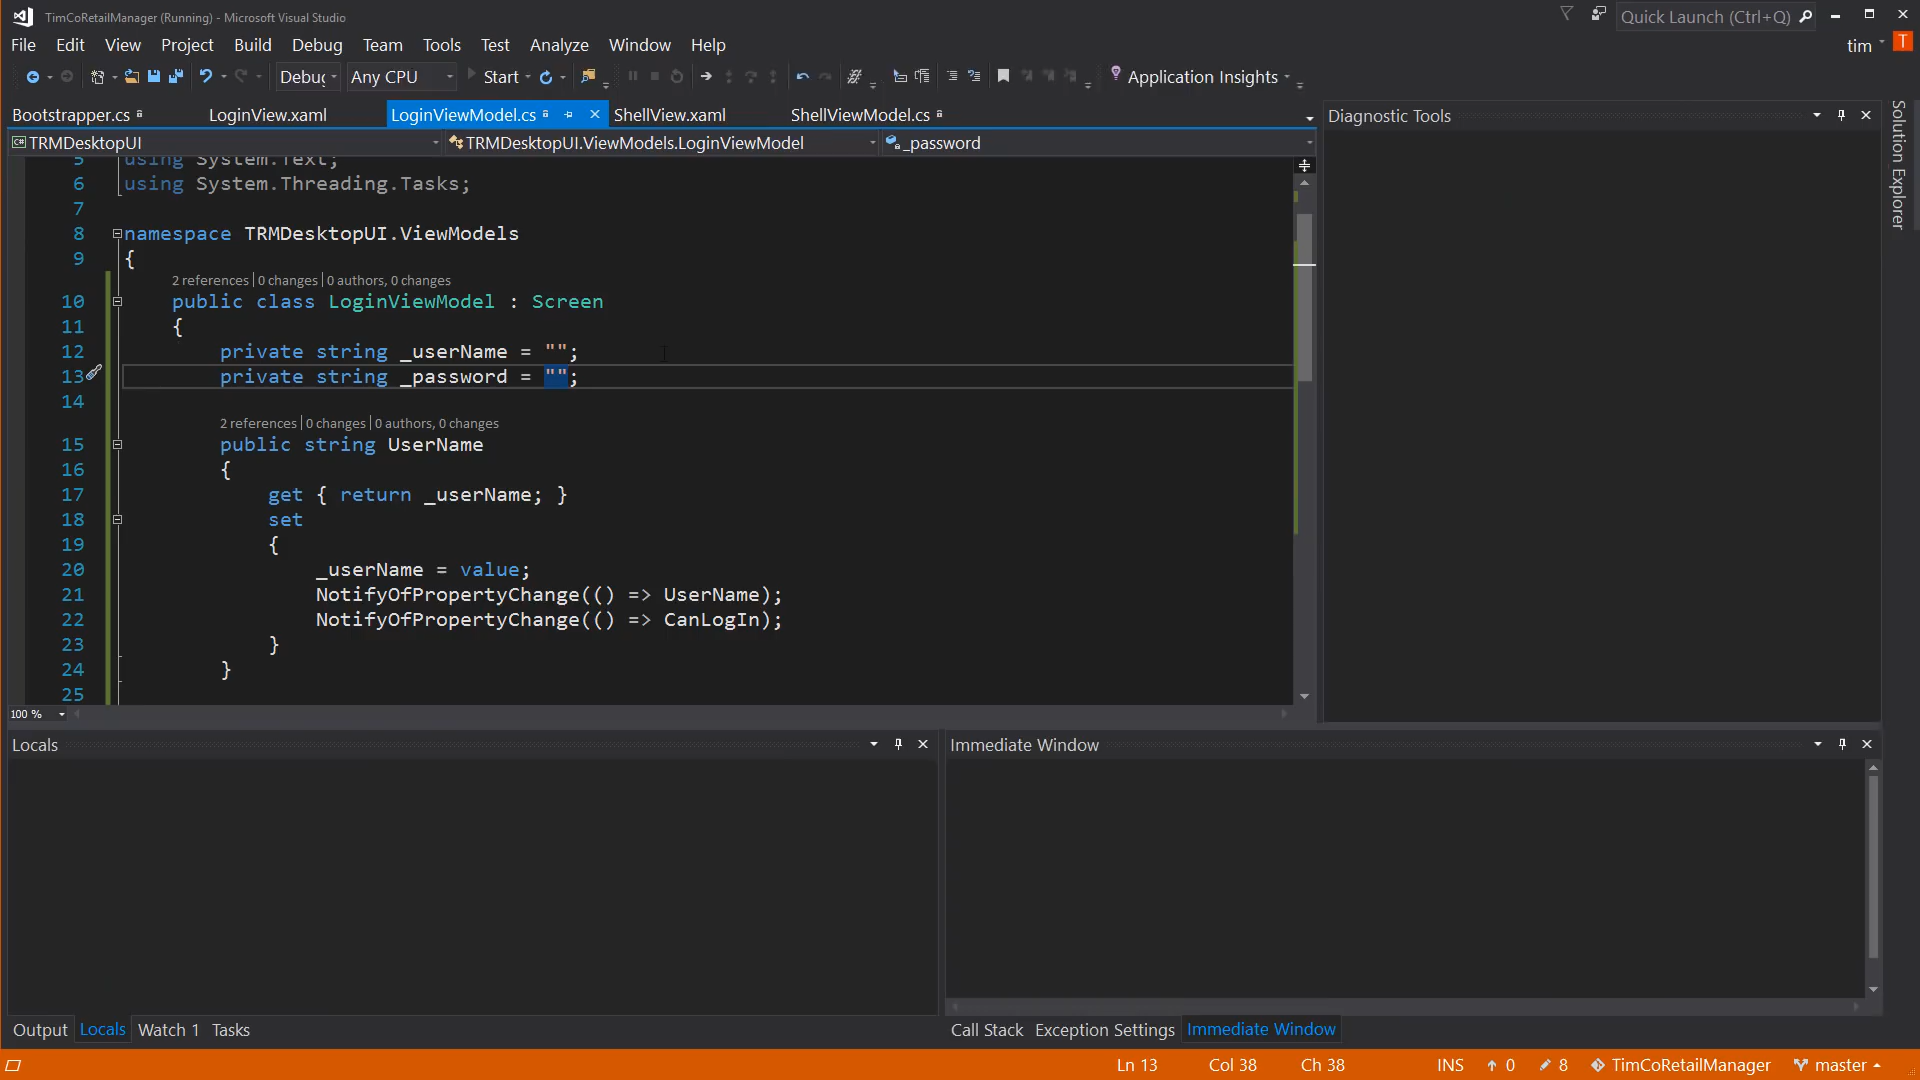 TimCoRetailManager (Running) - Microsoft Visual Studio
Quick Launch (Ctrl+Q)
File Edit View Project Build Debug Team Tools Test Analyze Window Help
tim T
Debug Any CPU Start Application Insights
Bootstrapper.cs LoginView.xaml LoginViewModel.cs ShellView.xaml ShellViewModel.cs
Diagnostic Tools
Solution Explorer
TRMDesktopUI TRMDesktopUI.ViewModels.LoginViewModel _password
5 using System.Text;
6 using System.Threading.Tasks;
7
8 namespace TRMDesktopUI.ViewModels
9 {
2 references | 0 changes | 0 authors, 0 changes
10 public class LoginViewModel : Screen
11 {
12 private string _userName = "";
13 private string _password = "";
14
2 references | 0 changes | 0 authors, 0 changes
15 public string UserName
16 {
17 get { return _userName; }
18 set
19 {
20 _userName = value;
21 NotifyOfPropertyChange(() => UserName);
22 NotifyOfPropertyChange(() => CanLogIn);
23 }
24 }
25
100 %
Locals
Immediate Window
Output Locals Watch 1 Tasks
Call Stack Exception Settings Immediate Window
Ln 13 Col 38 Ch 38 INS 0 8 TimCoRetailManager master